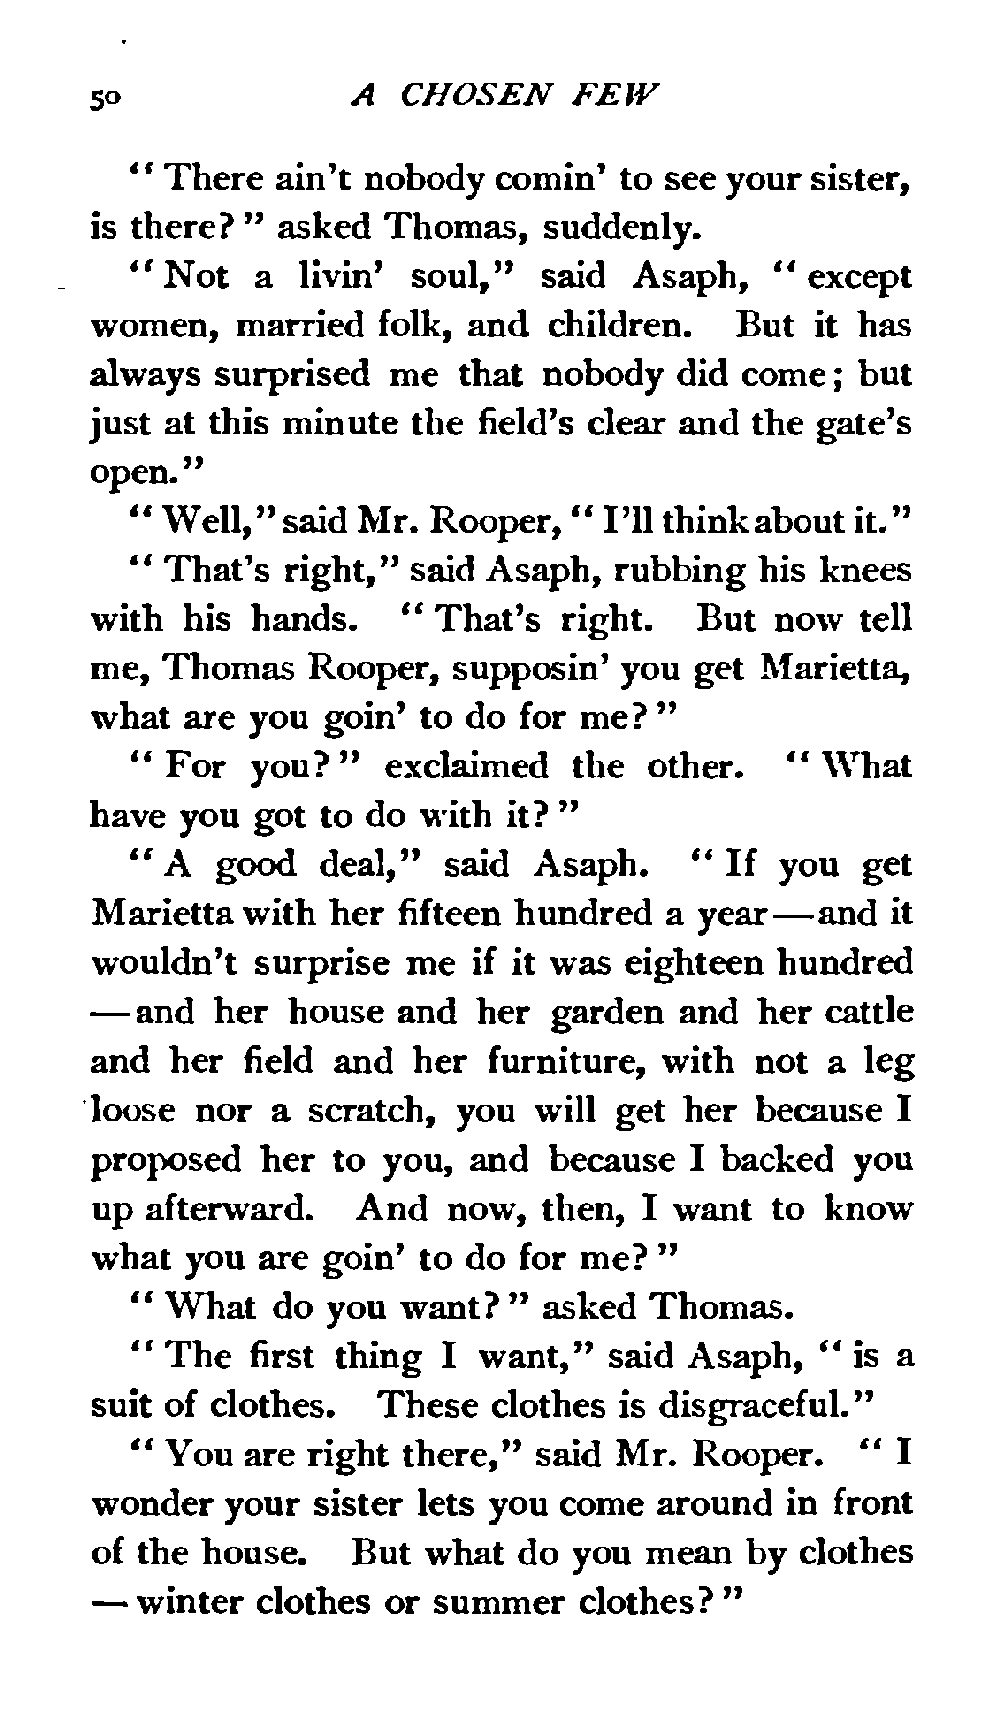 50 A CHOSEN FEW
" There ain't nobody comin' to see your sister,
is there? " asked Thomas, suddenly.
" Not a livin' soul," said Asaph, " except
women, married folk, and children. But it has
always surprised me that nobody did come; but
just at this minute the field's clear and the gate's
open."
" Well," said Mr. Rooper, " I'll think about it."
" That's right," said Asaph, rubbing his knees
with his hands. " That's right. But now tell
me, Thomas Rooper, supposin' you get Marietta,
what are you goin' to do for me? "
" For you? " exclaimed the other. " What
have you got to do with it? "
" A good deal," said Asaph. " If you get
Marietta with her fifteen hundred a year—and it
wouldn't surprise me if it was eighteen hundred
—and her house and her garden and her cattle
and her field and her furniture, with not a leg
loose nor a scratch, you will get her because I
proposed her to you, and because I backed you
up afterward. And now, then, I want to know
what you are goin' to do for me? "
" What do you want? " asked Thomas.
" The first thing I want," said Asaph, " is a
suit of clothes. These clothes is disgraceful."
" You are right there," said Mr. Rooper. " I
wonder your sister lets you come around in front
of the house. But what do you mean by clothes
— winter clothes or summer clothes? "